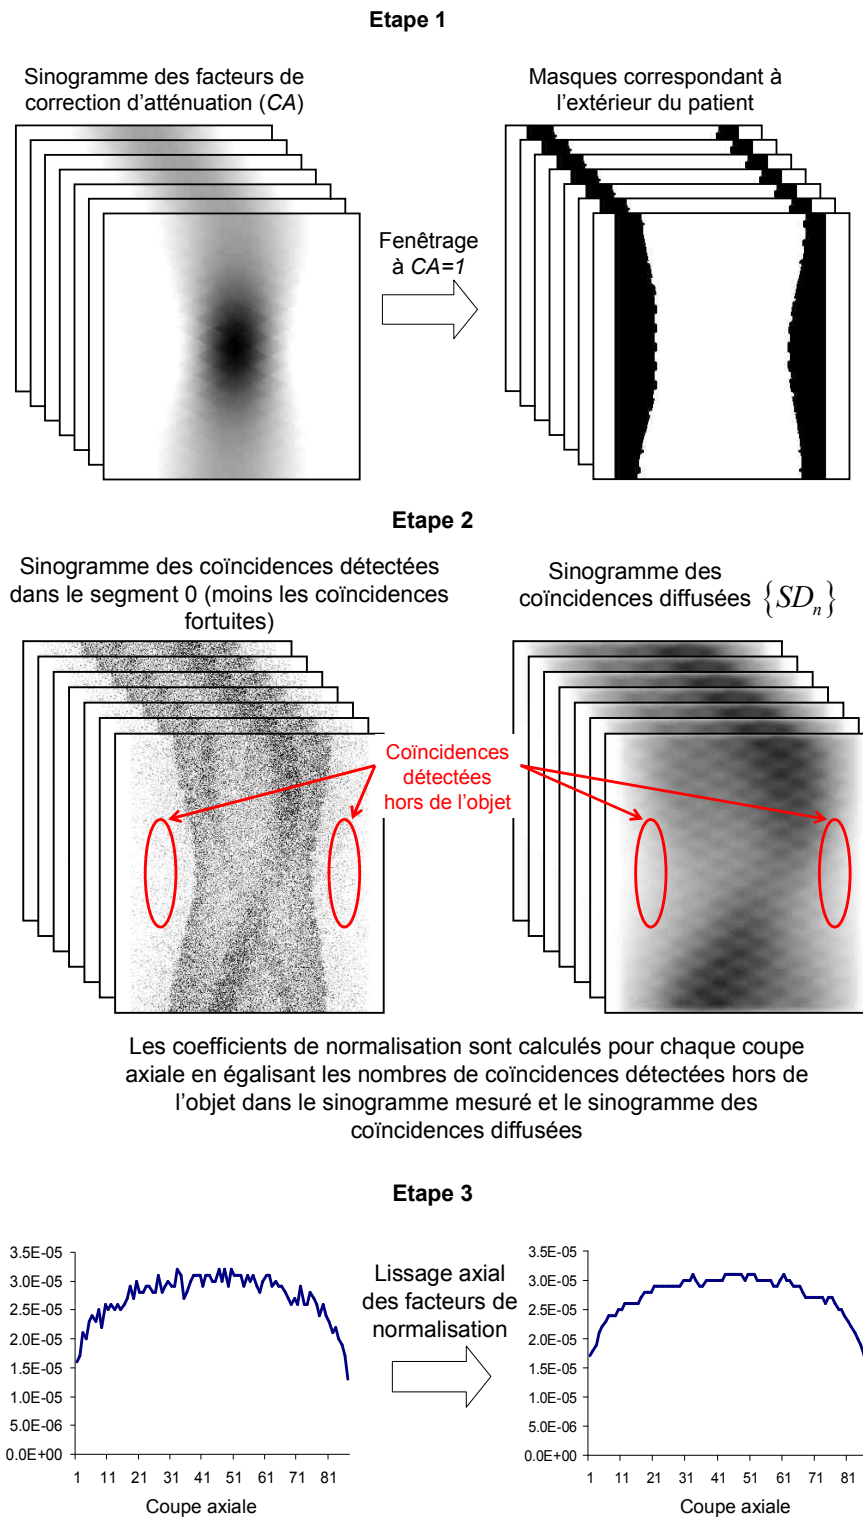 Etape 1
Sinogramme des facteurs de
correction d'atténuation (CA)
Masques correspondant à
l'extérieur du patient
Fenêtrage
à CA=1
Etape 2
Sinogramme des coïncidences détectées
dans le segment 0 (moins les coïncidences
fortuites)
Sinogramme des
coïncidences diffusées {SD_n}
Coïncidences
détectées
hors de l'objet
Les coefficients de normalisation sont calculés pour chaque coupe
axiale en égalisant les nombres de coïncidences détectées hors de
l'objet dans le sinogramme mesuré et le sinogramme des
coïncidences diffusées
Etape 3
3.5E-05
3.0E-05
2.5E-05
2.0E-05
1.5E-05
1.0E-05
5.0E-06
0.0E+00
1 11 21 31 41 51 61 71 81
Coupe axiale
Lissage axial
des facteurs de
normalisation
3.5E-05
3.0E-05
2.5E-05
2.0E-05
1.5E-05
1.0E-05
5.0E-06
0.0E+00
1 11 21 31 41 51 61 71 81
Coupe axiale